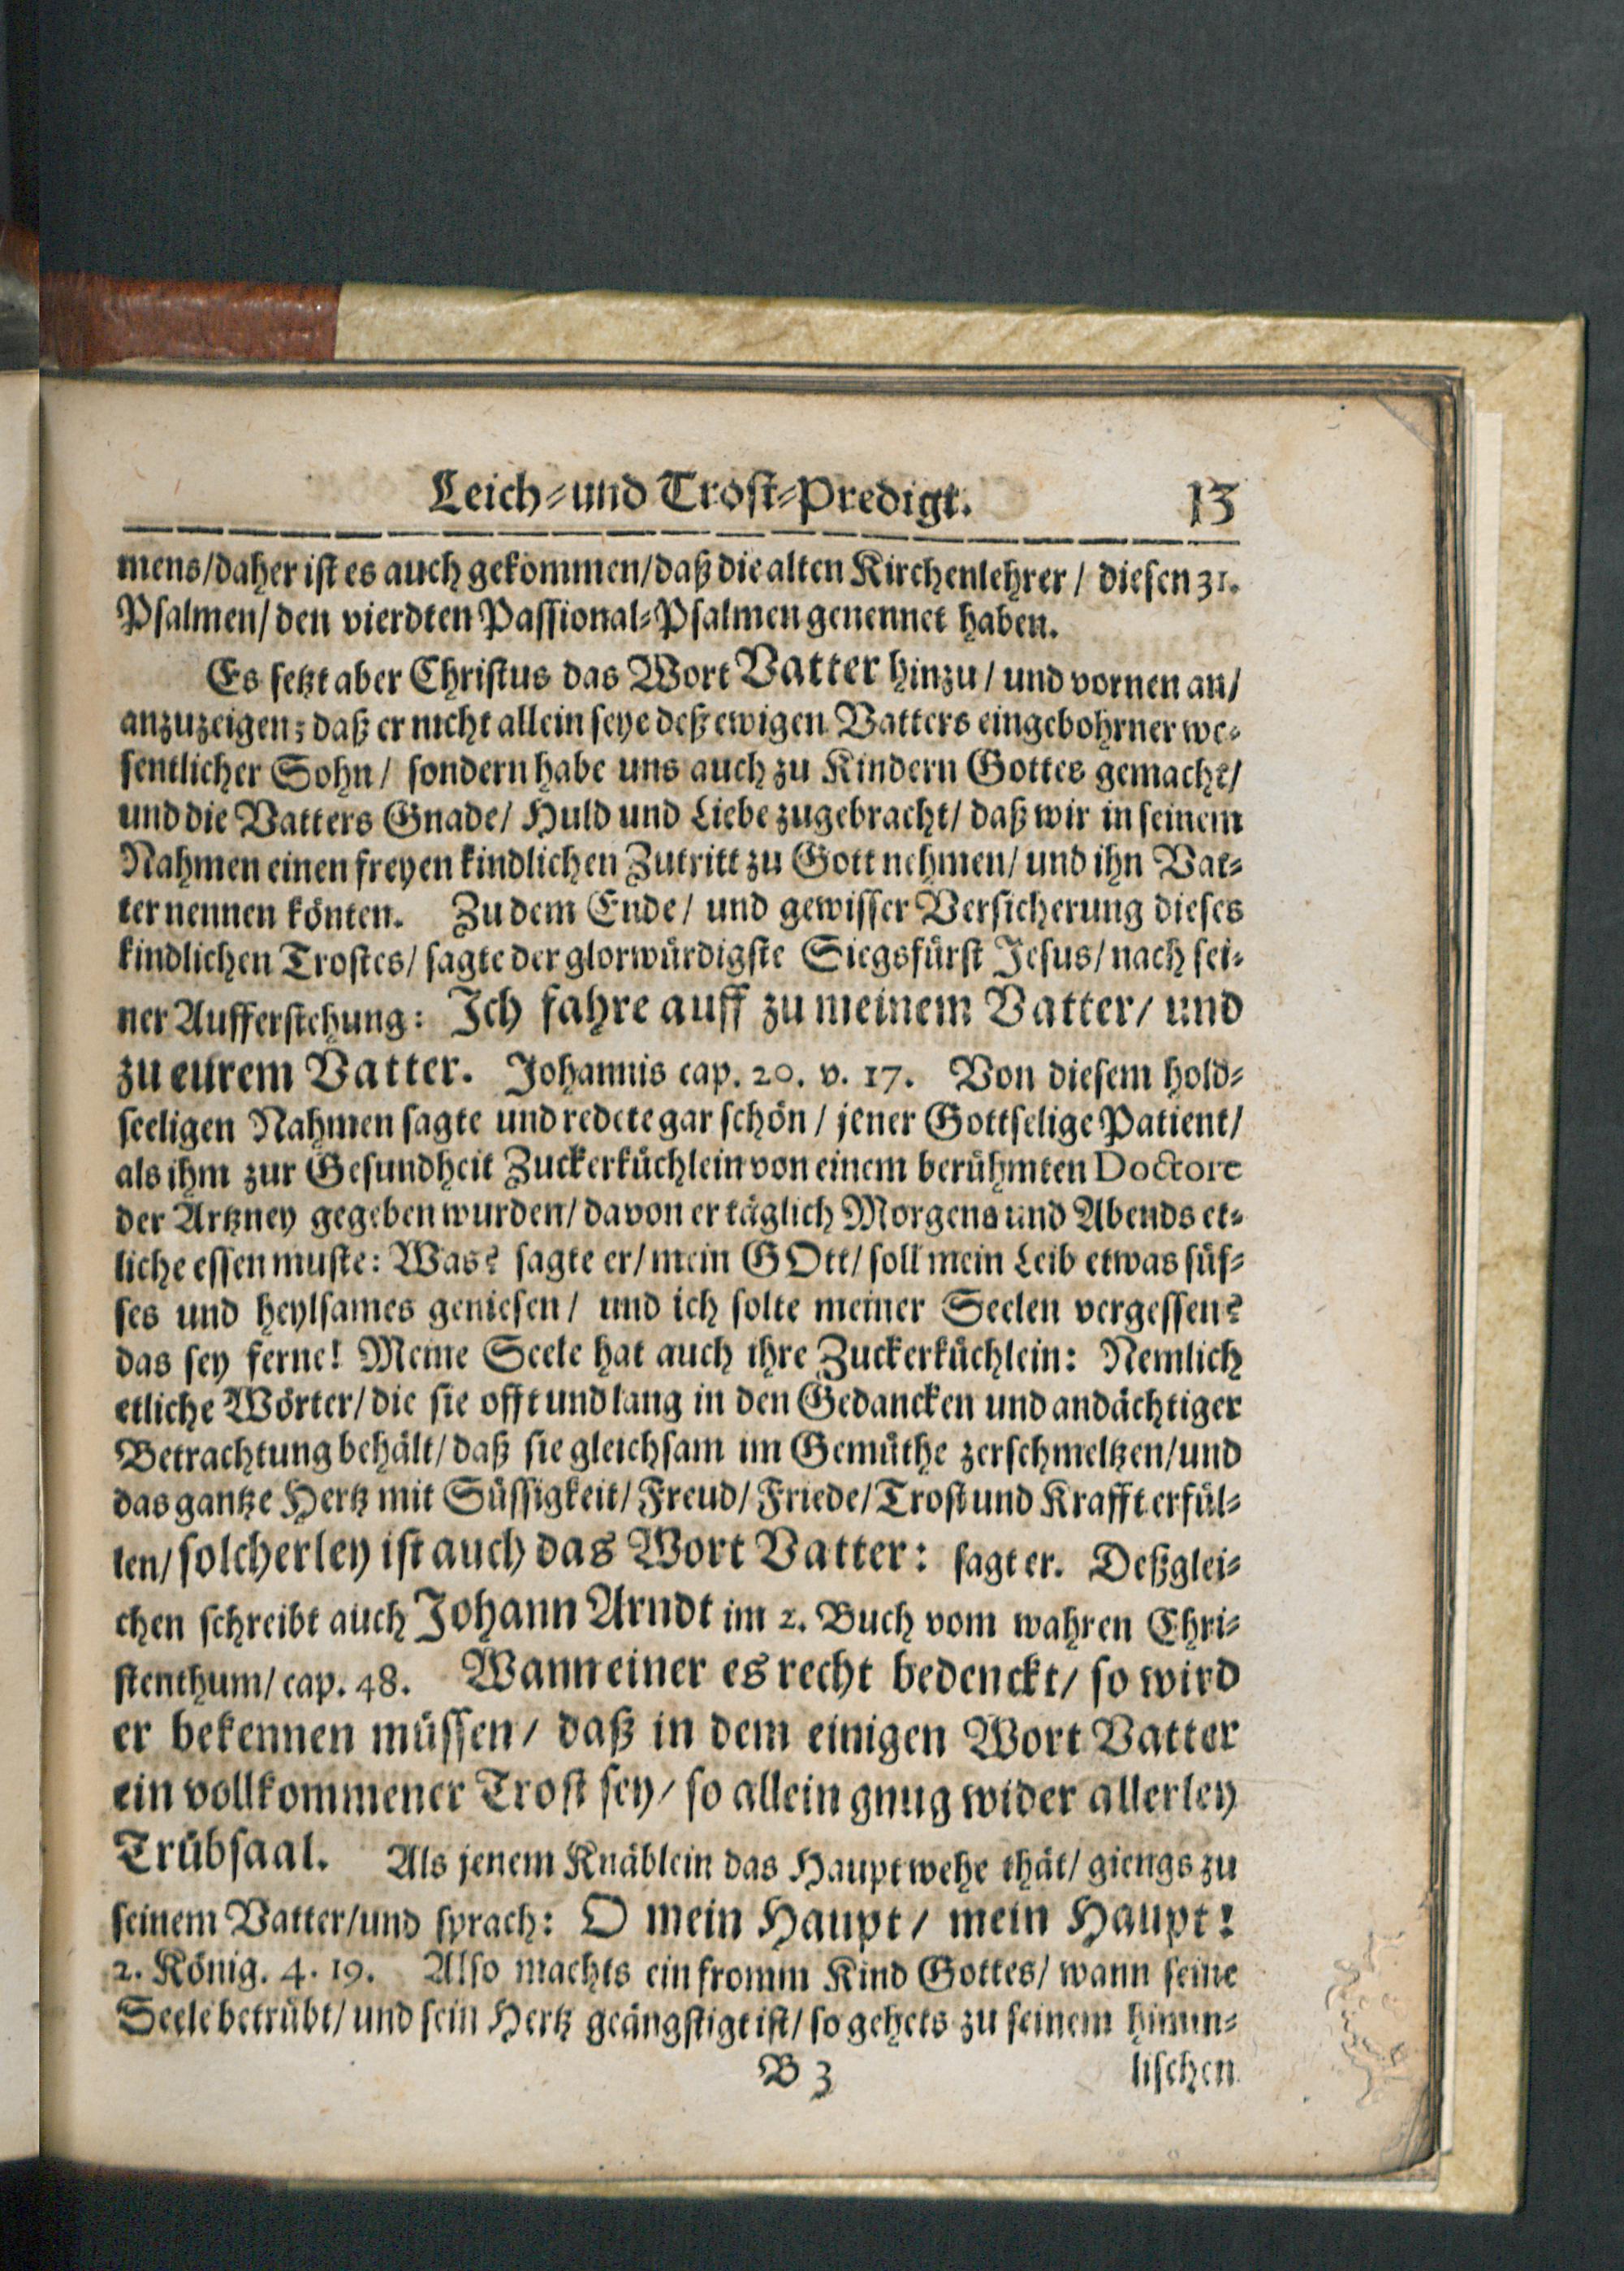 Leich-und Trost-Predigt. 13
mens/daher ist es auch gekommen/daß die alten Kirchenlehrer/ diesen 31.
Psalmen/ den vierdten Passional-Psalmen genennet haben.
Es setzt aber Christus das Wort Vatter hinzu/ und vornen an/
anzuzeigen; daß er nicht allein seye deß ewigen Vatters eingebohrner we-
sentlicher Sohn/ sondern habe uns auch zu Kindern Gottes gemacht/
und die Vatters Gnade/ Huld und Liebe zugebracht/ daß wir in seinem
Nahmen einen freyen kindlichen Zutritt zu Gott nehmen/ und ihn Vat-
ter nennen könten. Zu dem Ende/ und gewisser Versicherung dieses
kindlichen Trostes/ sagte der glorwürdigste Siegsfürst Jesus/ nach sei-
ner Aufferstehung: Ich fahre auff zu meinem Vatter/ und
zu eurem Vatter. Johannis cap. 20. v. 17. Von diesem hold-
seeligen Nahmen sagte und redete gar schön/ jener Gottselige Patient/
als ihm zur Gesundheit Zuckerküchlein von einem berühmten Doctore
der Artzney gegeben wurden/ davon er täglich Morgens und Abends et-
liche essen muste: Was? sagte er/ mein GOtt/ soll mein Leib etwas süs-
ses und heylsames geniesen/ und ich solte meiner Seelen vergessen?
das sey ferne! Meine Seele hat auch ihre Zuckerküchlein: Nemlich
etliche Wörter/ die sie offt und lang in den Gedancken und andächtiger
Betrachtung behält/ daß sie gleichsam im Gemüthe zerschmeltzen/ und
das gantze Hertz mit Süssigkeit/ Freud/ Friede/ Trost und Krafft erfül-
len/ solcherley ist auch das Wort Vatter: sagt er. Deßglei-
chen schreibt auch Johann Arndt im 2. Buch vom wahren Chri-
stenthum/ cap. 48. Wann einer es recht bedenckt/ so wird
er bekennen müssen/ daß in dem einigen Wort Vatter
ein vollkommener Trost sey/ so allein gnug wider allerley
Trübsaal. Als jenem Knäblein das Haupt wehe thät/ giengs zu
seinem Vatter/und sprach: O mein Haupt/ mein Haupt!
2. König. 4. 19. Also machts ein fromm Kind Gottes/ wann seine
Seele betrübt/ und sein Hertz geängstigt ist/ so gehets zu seinem himm-
B 3 lischen